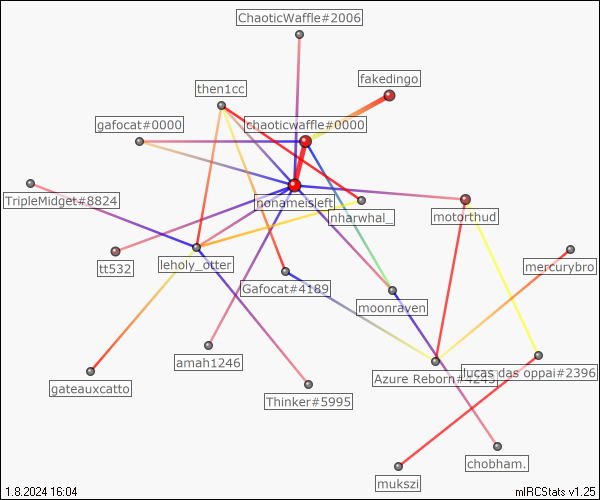 ChaoticWaffle#2006
fakedingo
then1cc
gafocat#0000
chaoticwaffle#0000
TripleMidget#8824
nonameisleft
nharwhal_
motorthud
tt532
leholy_otter
mercurybro
Gafocat#4189
moonraven
amah1246
Azure Reborn#4243
lucas das oppai#2396
gateauxcatto
Thinker#5995
chobham.
mukszi
1.8.2024 16:04
mIRCStats v1.25